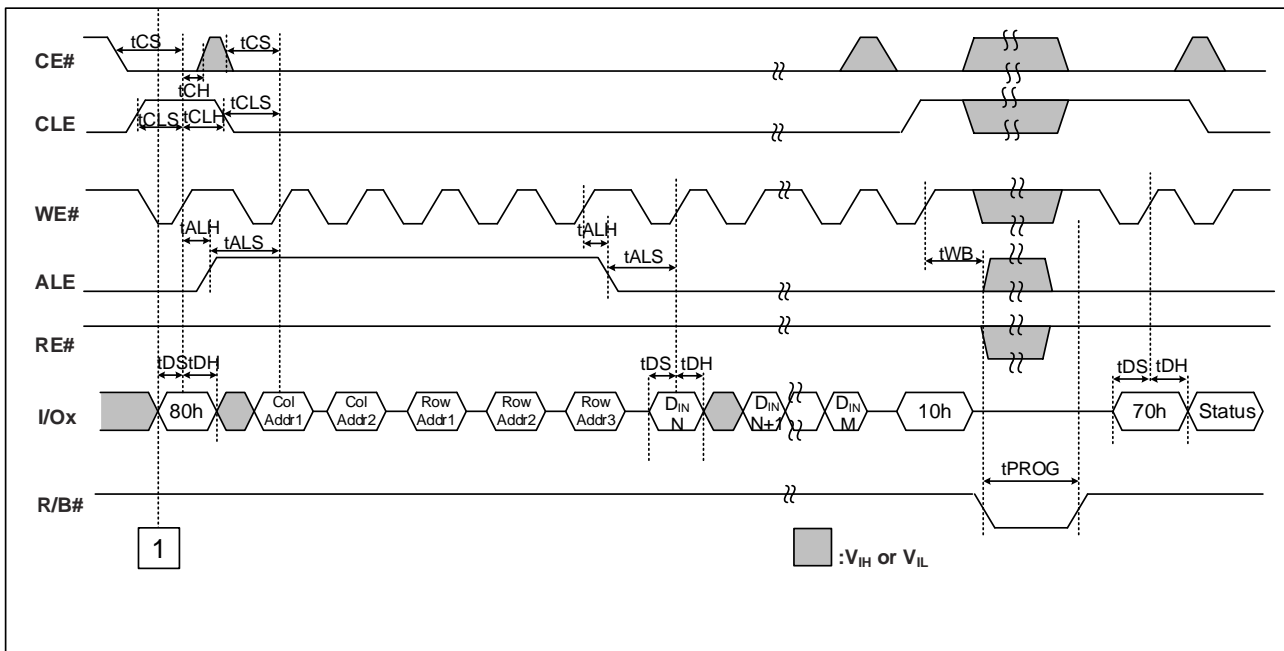 CE#
tCS
tCS
tCH
CLE
tCLS
tCLH
tCLS
WE#
tALH
tALS
tALH
tALS
tWB
ALE
RE#
tDS
tDH
tDS
tDH
tDS
tDH
I/Ox
80h
Col Addr1
Col Addr2
Row Addr1
Row Addr2
Row Addr3
DIN N
DIN N+1
DIN M
10h
70h
Status
tPROG
R/B#
1
:VIH or VIL